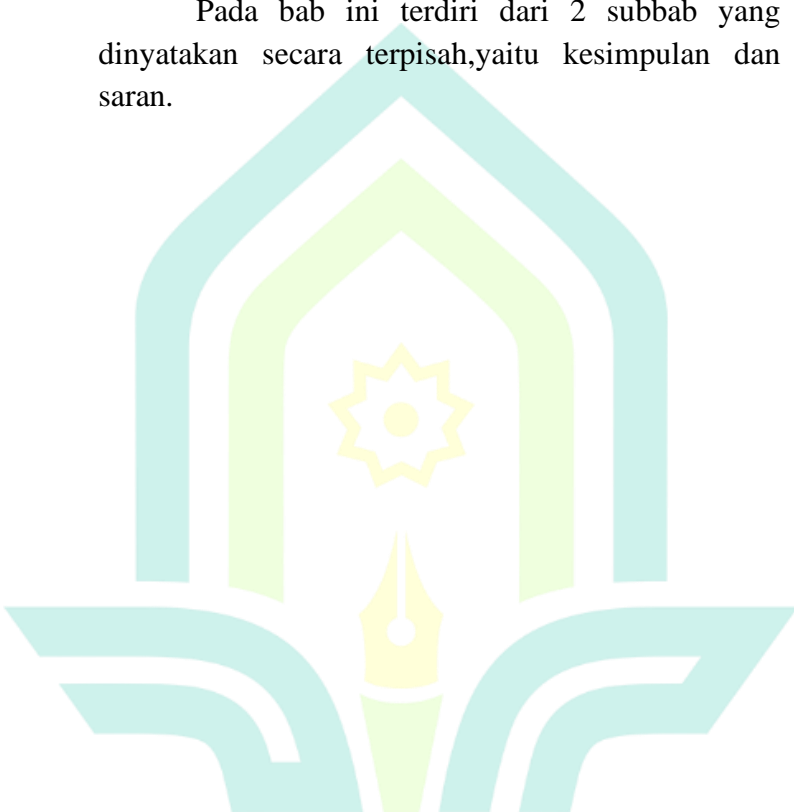 Pada bab ini terdiri dari 2 subbab yang
dinyatakan secara terpisah,yaitu kesimpulan dan
saran.